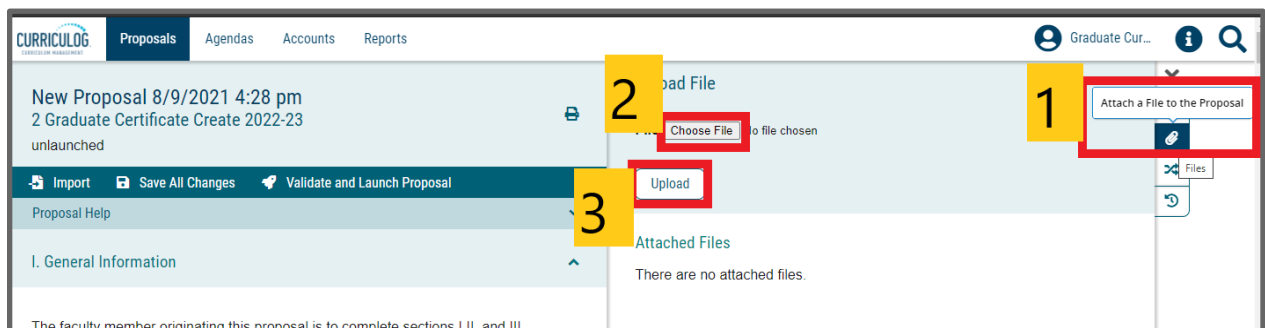 CURRICULOG
CURRICULUM MANAGEMENT
Proposals
Agendas
Accounts
Reports
Graduate Cur...
New Proposal 8/9/2021 4:28 pm
2 Graduate Certificate Create 2022-23
unlaunched
Import
Save All Changes
Validate and Launch Proposal
Proposal Help
I. General Information
The faculty member originating this proposal is to complete sections I,II, and III
2
File
Choose File
file chosen
3
Upload
Attached Files
There are no attached files.
1
Attach a File to the Proposal
Files